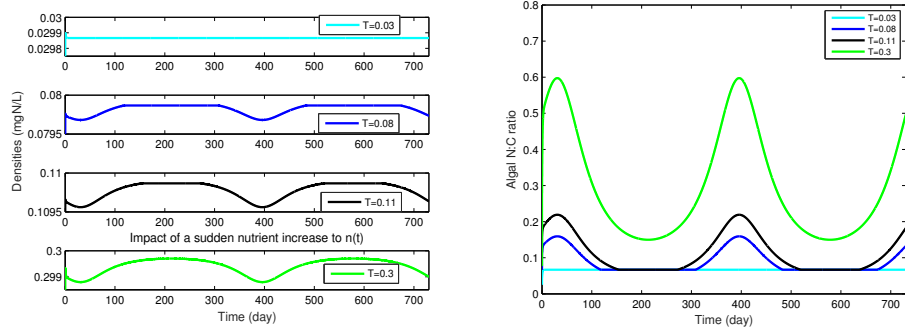 0.03
0.0299
0.0298
T=0.03
0 100 200 300 400 500 600 700
0.08
0.0795
T=0.08
0 100 200 300 400 500 600 700
0.11
0.1095
T=0.11
0 100 200 300 400 500 600 700
Impact of a sudden nutrient increase to n(t)
0.3
0.299
T=0.3
0 100 200 300 400 500 600 700
Time (day)
Densities (mgN/L)
0.8
0.7
0.6
0.5
0.4
0.3
0.2
0.1
0
T=0.03
T=0.08
T=0.11
T=0.3
0 100 200 300 400 500 600 700
Time (day)
Algal N:C ratio